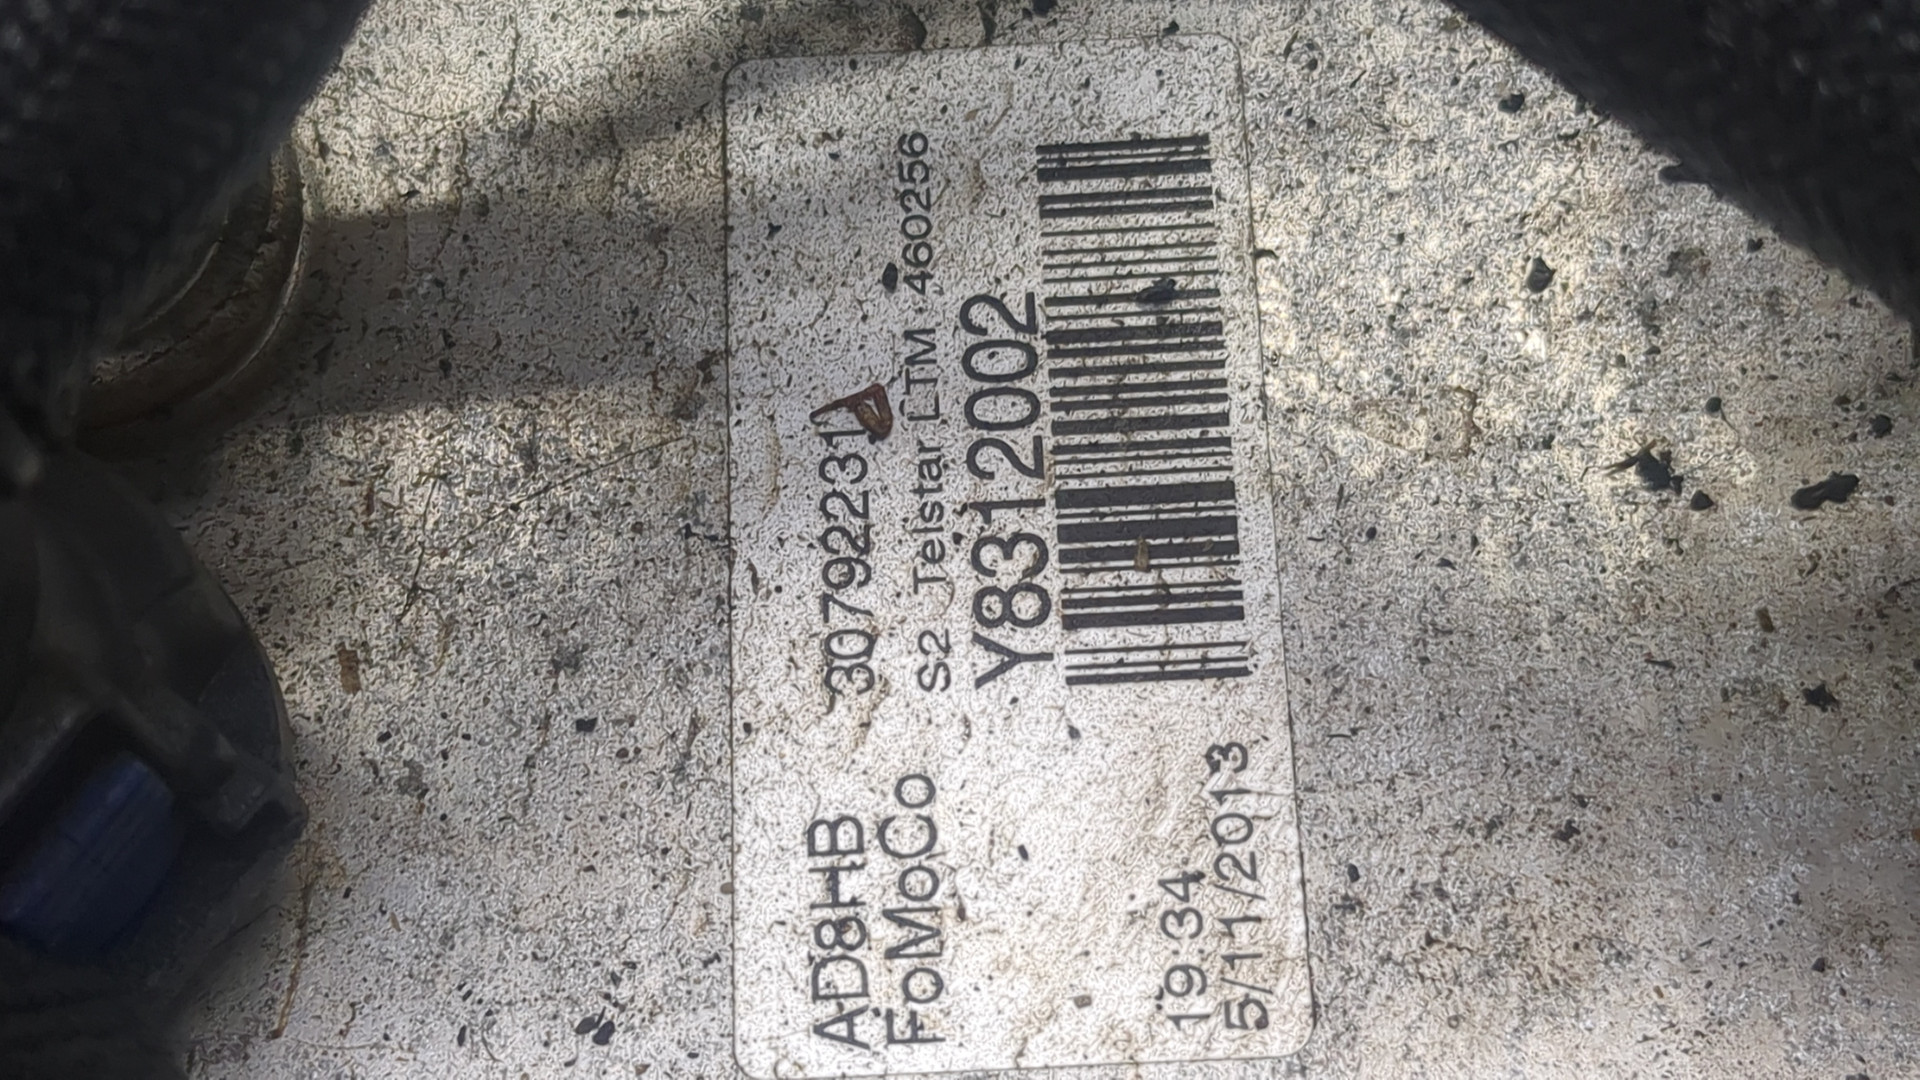 AD8HB 30792231
FoMoCo S2 Telstar LTM 460256
Y8312002
19:34
5/11/2013